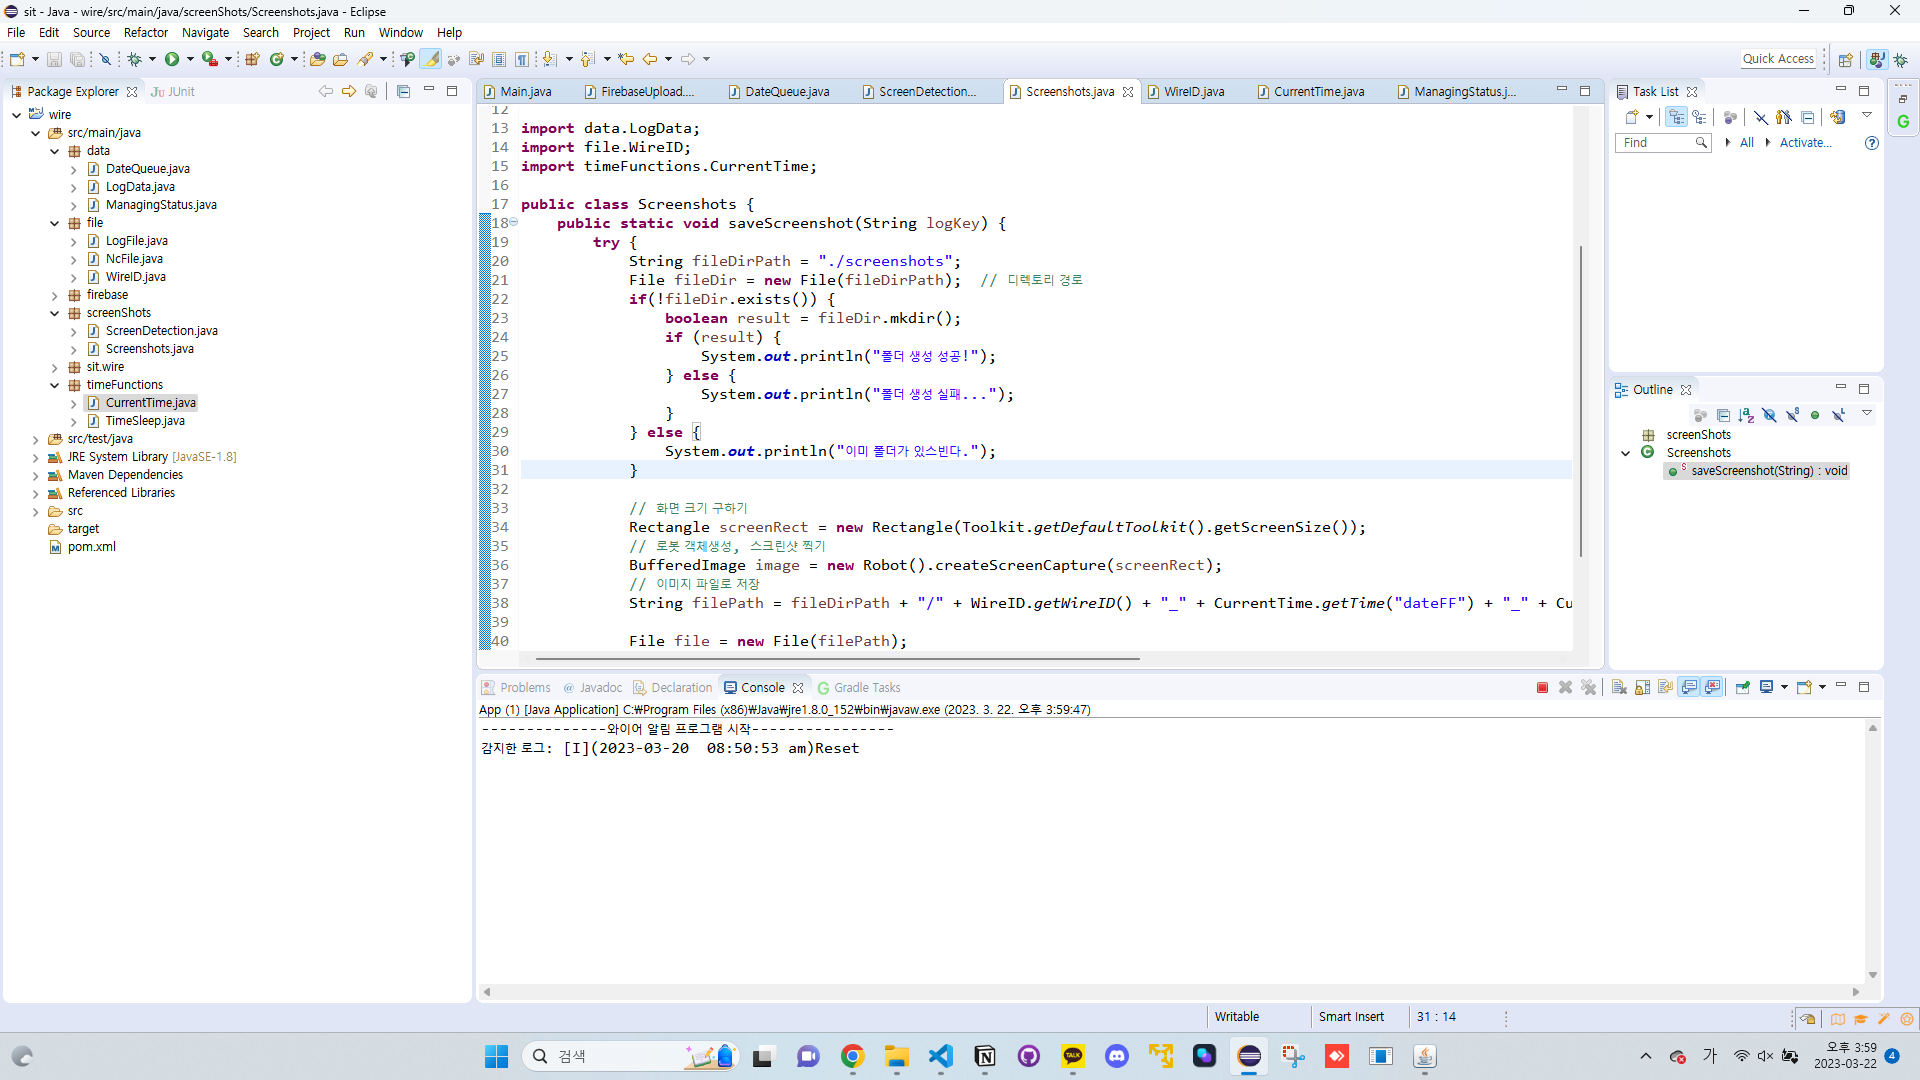 sit - Java - wire/src/main/java/screenShots/Screenshots.java - Eclipse
File Edit Source Refactor Navigate Search Project Run Window Help
Quick Access
Package Explorer JUnit
wire
src/main/java
data
DateQueue.java
LogData.java
ManagingStatus.java
file
LogFile.java
NcFile.java
WireID.java
firebase
screenShots
ScreenDetection.java
Screenshots.java
sit.wire
timeFunctions
CurrentTime.java
TimeSleep.java
src/test/java
JRE System Library [JavaSE-1.8]
Maven Dependencies
Referenced Libraries
src
target
pom.xml
Main.java FirebaseUpload.... DateQueue.java ScreenDetection... Screenshots.java WireID.java CurrentTime.java ManagingStatus.j...
12
13 import data.LogData;
14 import file.WireID;
15 import timeFunctions.CurrentTime;
16
17 public class Screenshots {
18 public static void saveScreenshot(String logKey) {
19 try {
20 String fileDirPath = "./screenshots";
21 File fileDir = new File(fileDirPath); // 디렉토리 경로
22 if(!fileDir.exists()) {
23 boolean result = fileDir.mkdir();
24 if (result) {
25 System.out.println("폴더 생성 성공!");
26 } else {
27 System.out.println("폴더 생성 실패...");
28 }
29 } else {
30 System.out.println("이미 폴더가 있스빈다.");
31 }
32
33 // 화면 크기 구하기
34 Rectangle screenRect = new Rectangle(Toolkit.getDefaultToolkit().getScreenSize());
35 // 로봇 객체생성, 스크린샷 찍기
36 BufferedImage image = new Robot().createScreenCapture(screenRect);
37 // 이미지 파일로 저장
38 String filePath = fileDirPath + "/" + WireID.getWireID() + "_" + CurrentTime.getTime("dateFF") + "_" + Cu
39
40 File file = new File(filePath);
Task List
Find All Activate...
Outline
screenShots
Screenshots
saveScreenshot(String) : void
Problems Javadoc Declaration Console Gradle Tasks
App (1) [Java Application] C:₩Program Files (x86)₩Java₩jre1.8.0_152₩bin₩javaw.exe (2023. 3. 22. 오후 3:59:47)
--------------와이어 알림 프로그램 시작----------------
감지한 로그: [I](2023-03-20  08:50:53 am)Reset
Writable Smart Insert 31 : 14
검색
TALK
가
오후 3:59
2023-03-22
4